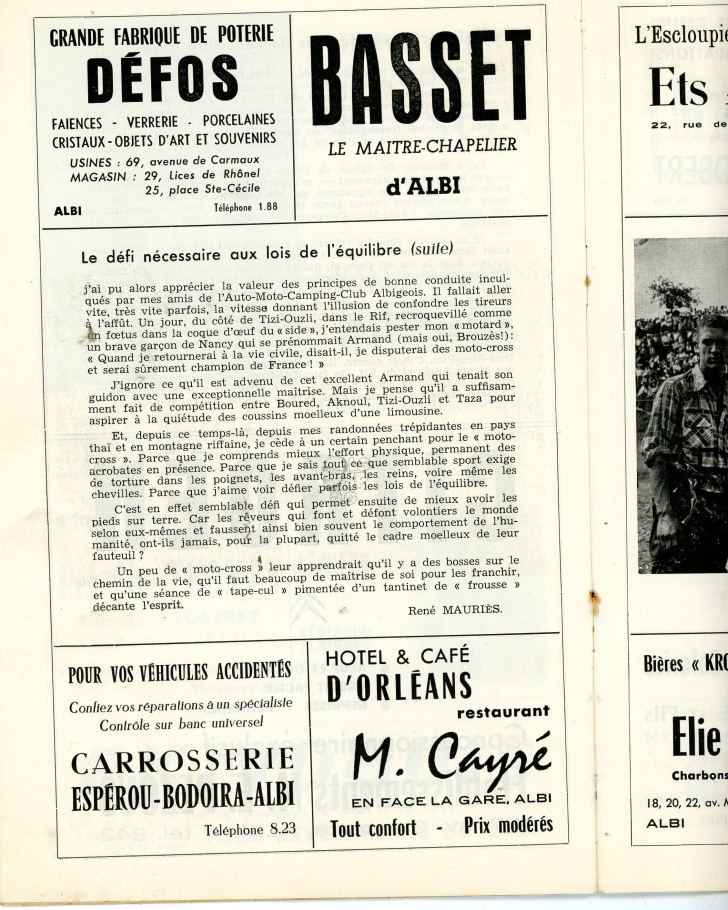 GRANDE FABRIQUE DE POTERIE
DÉFOS
FAIENCES - VERRERIE - PORCELAINES
CRISTAUX - OBJETS D'ART ET SOUVENIRS
USINES : 69, avenue de Carmaux
MAGASIN : 29, Lices de Rhônel
25, place Ste-Cécile
ALBI Téléphone 1.88
BASSET
LE MAITRE-CHAPELIER
d'ALBI
Le défi nécessaire aux lois de l'équilibre (suite)
j'ai pu alors apprécier la valeur des principes de bonne conduite incul-
qués par mes amis de l'Auto-Moto-Camping-Club Albigeois. Il fallait aller
vite, très vite parfois, la vitesse donnant l'illusion de confondre les tireurs
à l'affût. Un jour, du côté de Tizi-Ouzli, dans le Rif, recroquevillé comme
un fœtus dans la coque d'œuf du « side », j'entendais pester mon « motard »,
un brave garçon de Nancy qui se prénommait Armand (mais oui, Brouzès!):
« Quand je retournerai à la vie civile, disait-il, je disputerai des moto-cross
et serai sûrement champion de France ! »
J'ignore ce qu'il est advenu de cet excellent Armand qui tenait son
guidon avec une exceptionnelle maîtrise. Mais je pense qu'il a suffisam-
ment fait de compétition entre Boured, Aknoul, Tizi-Ouzli et Taza pour
aspirer à la quiétude des coussins moelleux d'une limousine.
Et, depuis ce temps-là, depuis mes randonnées trépidantes en pays
thaï et en montagne riffaine, je cède à un certain penchant pour le « moto-
cross ». Parce que je comprends mieux l'effort physique, permanent des
acrobates en présence. Parce que je sais tout ce que semblable sport exige
de torture dans les poignets, les avant-bras, les reins, voire même les
chevilles. Parce que j'aime voir défier parfois les lois de l'équilibre.
C'est en effet semblable défi qui permet ensuite de mieux avoir les
pieds sur terre. Car les rêveurs qui font et défont volontiers le monde
selon eux-mêmes et faussent ainsi bien souvent le comportement de l'hu-
manité, ont-ils jamais, pour la plupart, quitté le cadre moelleux de leur
fauteuil ?
Un peu de « moto-cross » leur apprendrait qu'il y a des bosses sur le
chemin de la vie, qu'il faut beaucoup de maîtrise de soi pour les franchir,
et qu'une séance de « tape-cul » pimentée d'un tantinet de « frousse »
décante l'esprit.
René MAURIÈS.
POUR VOS VÉHICULES ACCIDENTÉS
Confiez vos réparations à un spécialiste
Contrôle sur banc universel
CARROSSERIE
ESPÉROU-BODOIRA-ALBI
Téléphone 8.23
HOTEL & CAFÉ
D'ORLÉANS
restaurant
M. Cayré
EN FACE LA GARE, ALBI
Tout confort - Prix modérés
L'Escloupié
Ets
22, rue de
Bières « KRO
Elie
Charbons
18, 20, 22, av.
ALBI